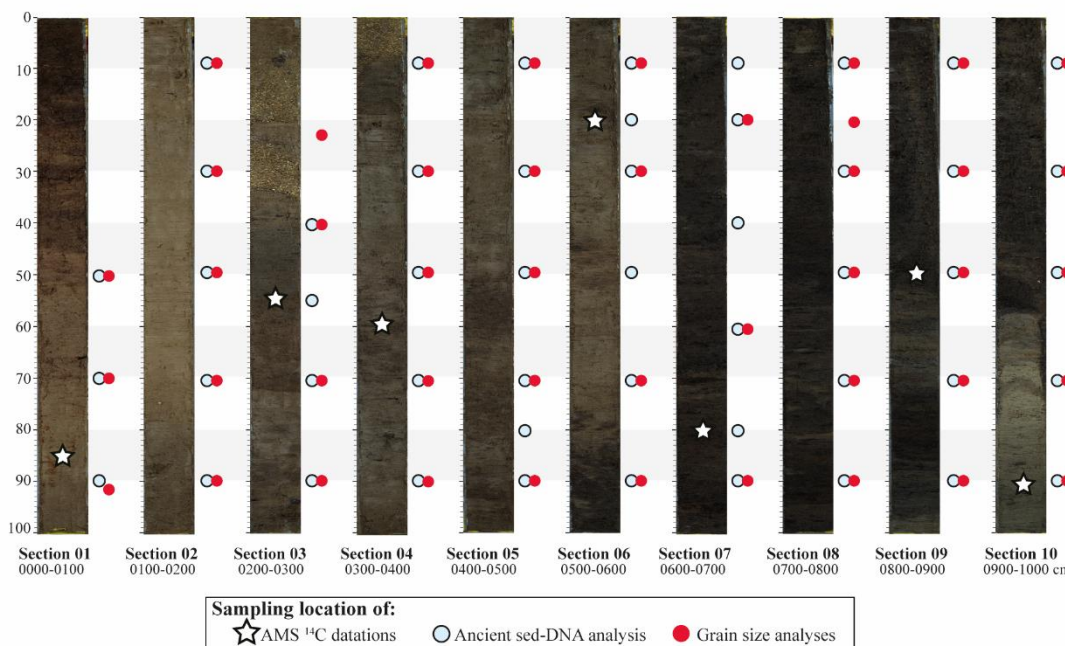 0
10
20
30
40
50
60
70
80
90
100
Section 01 Section 02 Section 03 Section 04 Section 05 Section 06 Section 07 Section 08 Section 09 Section 10
0000-0100 0100-0200 0200-0300 0300-0400 0400-0500 0500-0600 0600-0700 0700-0800 0800-0900 0900-1000 cm
Sampling location of:
AMS ¹⁴C datations Ancient sed-DNA analysis Grain size analyses